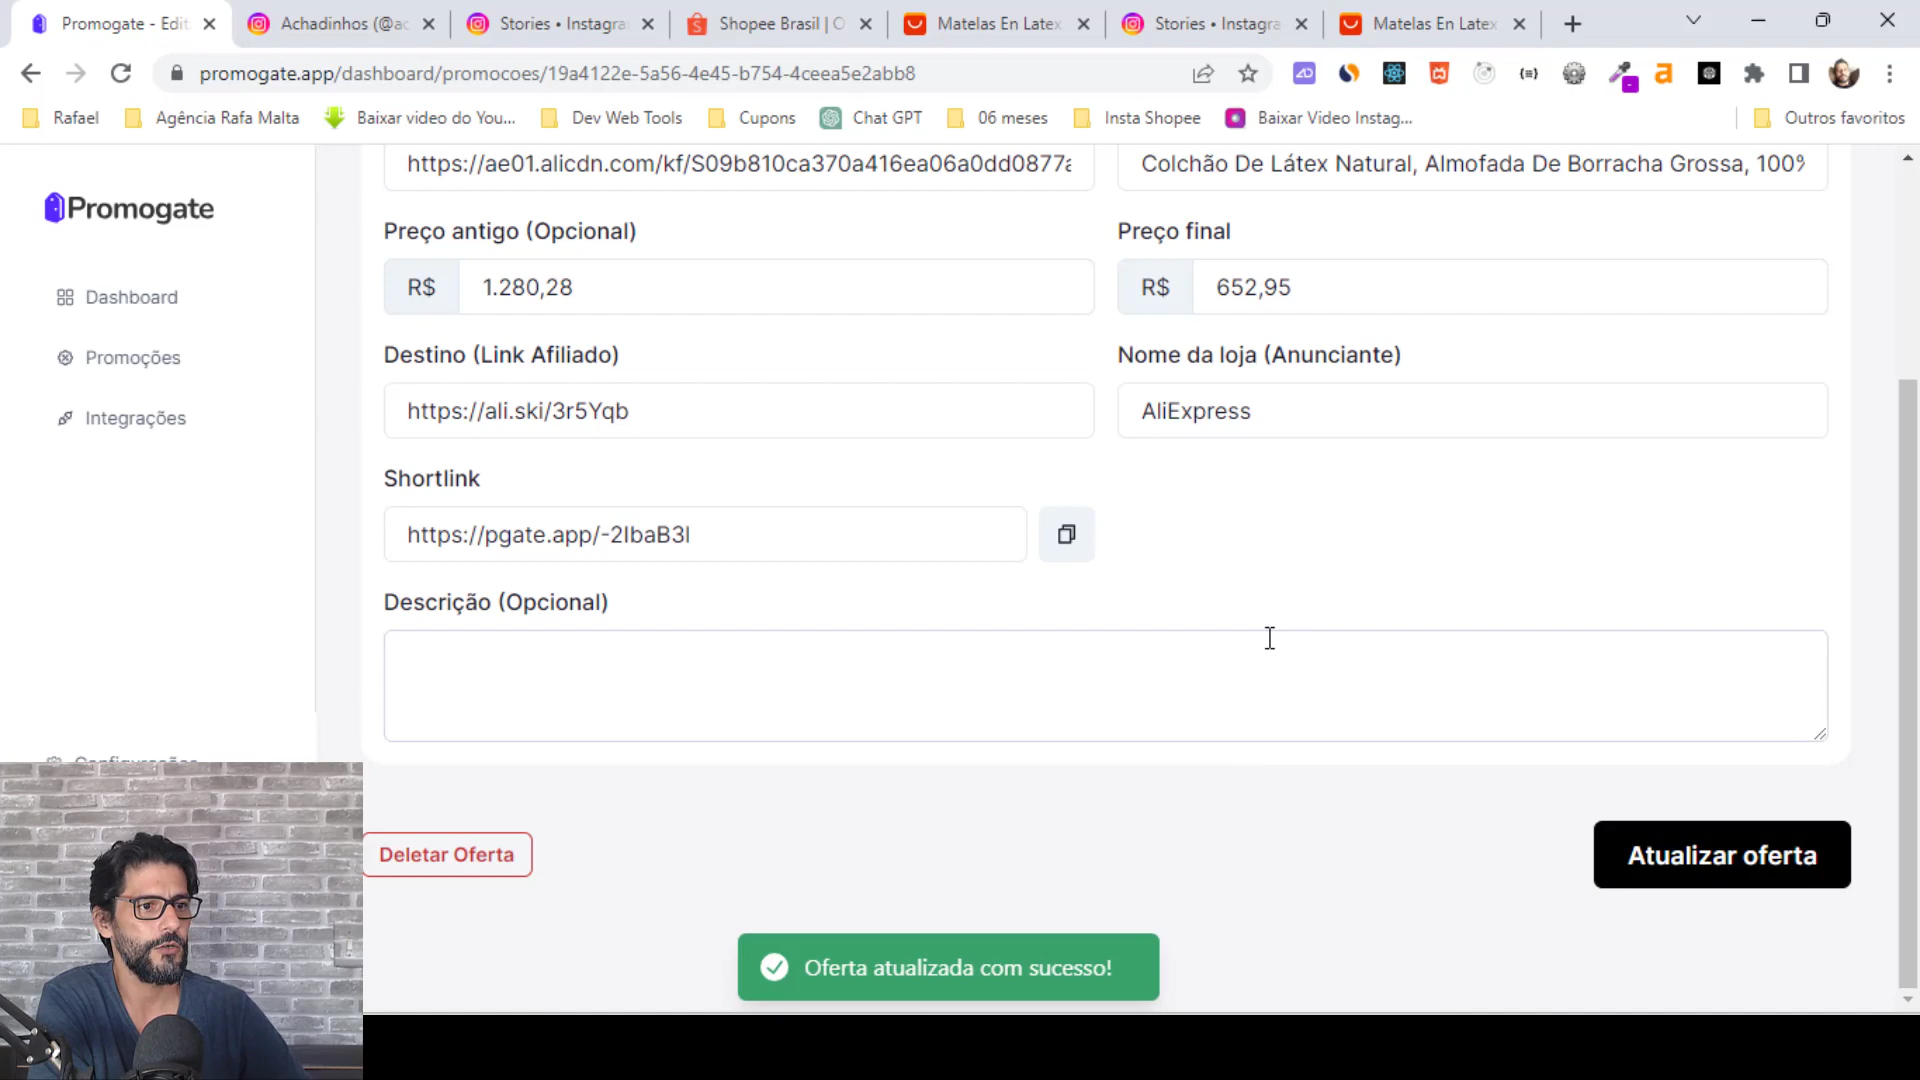 Promogate - Edit
Achadinhos (@ac
Stories • Instagra
Shopee Brasil | O
Matelas En Latex
Stories • Instagra
Matelas En Latex
promogate.app/dashboard/promocoes/19a4122e-5a56-4e45-b754-4ceea5e2abb8
Rafael
Agência Rafa Malta
Baixar video do You...
Dev Web Tools
Cupons
Chat GPT
06 meses
Insta Shopee
Baixar Video Instag...
Outros favoritos
Promogate
Dashboard
Promoções
Integrações
Configurações
https://ae01.alicdn.com/kf/S09b810ca370a416ea06a0dd0877a
Colchão De Látex Natural, Almofada De Borracha Grossa, 100%
Preço antigo (Opcional)
Preço final
R$ 1.280,28
R$ 652,95
Destino (Link Afiliado)
Nome da loja (Anunciante)
https://ali.ski/3r5Yqb
AliExpress
Shortlink
https://pgate.app/-2IbaB3I
Descrição (Opcional)
Deletar Oferta
Atualizar oferta
Oferta atualizada com sucesso!